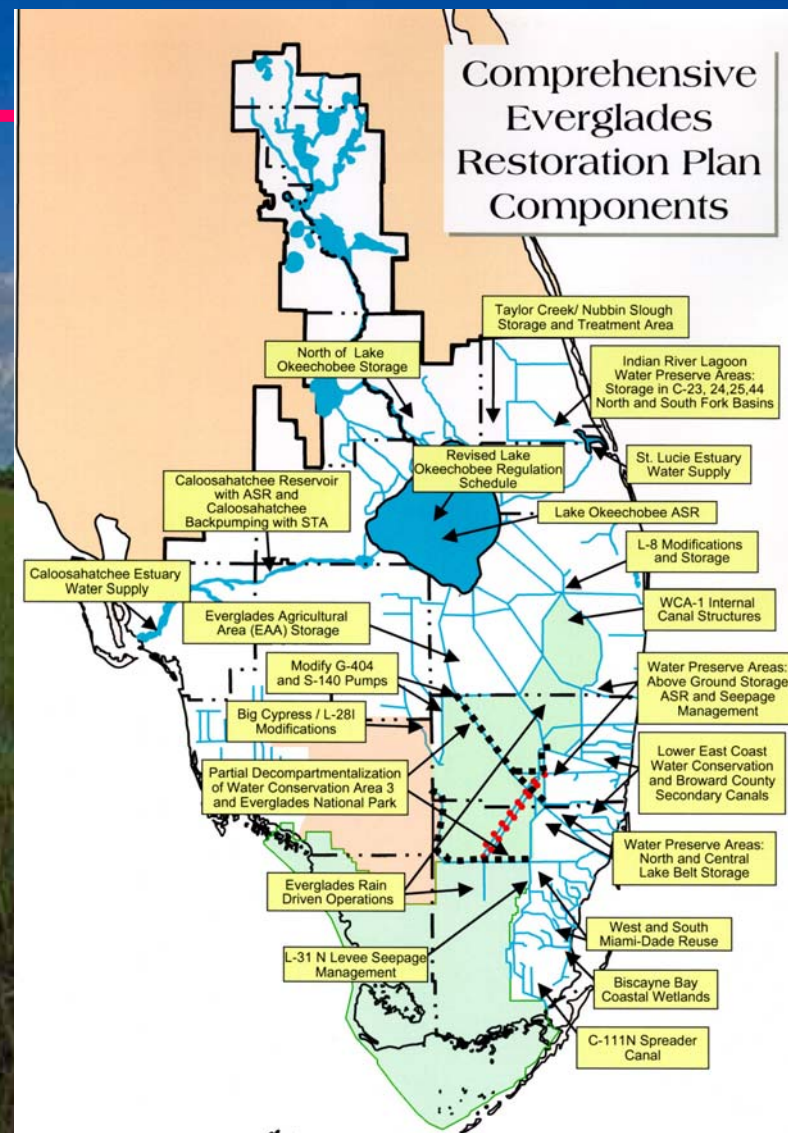 Comprehensive
Everglades
Restoration Plan
Components
Taylor Creek/ Nubbin Slough
Storage and Treatment Area
North of Lake
Okeechobee Storage
Indian River Lagoon
Water Preserve Areas:
Storage in C-23, 24,25,44
North and South Fork Basins
Revised Lake
Okeechobee Regulation
Schedule
St. Lucie Estuary
Water Supply
Caloosahatchee Reservoir
with ASR and
Caloosahatchee
Backpumping with STA
Lake Okeechobee ASR
L-8 Modifications
and Storage
Caloosahatchee Estuary
Water Supply
WCA-1 Internal
Canal Structures
Everglades Agricultural
Area (EAA) Storage
Modify G-404
and S-140 Pumps
Water Preserve Areas:
Above Ground Storage
ASR and Seepage
Management
Big Cypress / L-28I
Modifications
Lower East Coast
Water Conservation
and Broward County
Secondary Canals
Partial Decompartmentalization
of Water Conservation Area 3
and Everglades National Park
Water Preserve Areas:
North and Central
Lake Belt Storage
Everglades Rain
Driven Operations
West and South
Miami-Dade Reuse
L-31 N Levee Seepage
Management
Biscayne Bay
Coastal Wetlands
C-111N Spreader
Canal